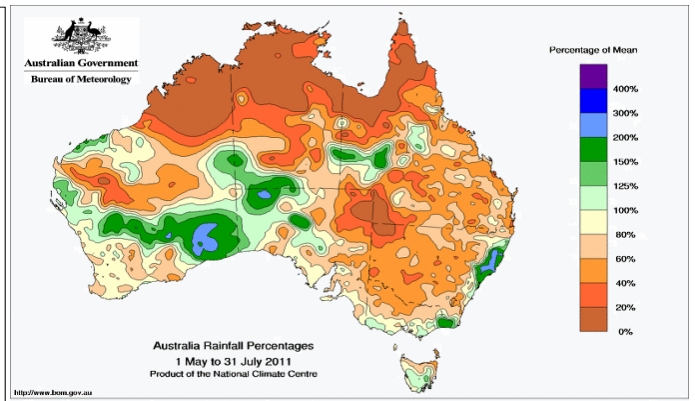 Australian Government
Bureau of Meteorology
Percentage of Mean
400%
300%
200%
150%
125%
100%
80%
60%
40%
20%
0%
Australia Rainfall Percentages
1 May to 31 July 2011
Product of the National Climate Centre
http://www.bom.gov.au